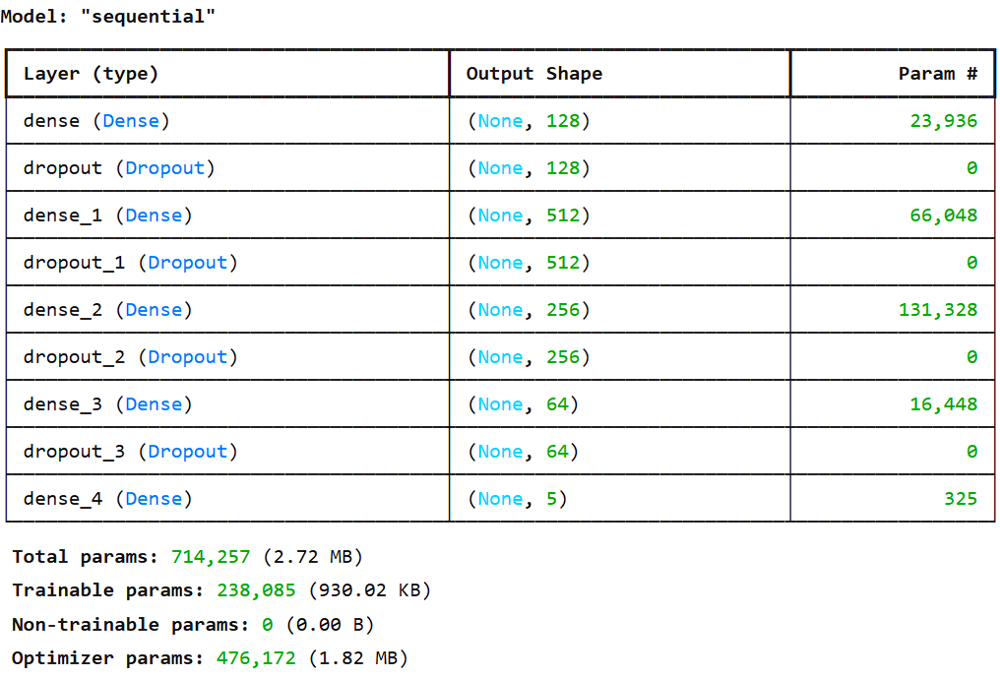 Model: "sequential"
Layer (type) Output Shape Param #
dense (Dense) (None, 128) 23,936
dropout (Dropout) (None, 128) 0
dense_1 (Dense) (None, 512) 66,048
dropout_1 (Dropout) (None, 512) 0
dense_2 (Dense) (None, 256) 131,328
dropout_2 (Dropout) (None, 256) 0
dense_3 (Dense) (None, 64) 16,448
dropout_3 (Dropout) (None, 64) 0
dense_4 (Dense) (None, 5) 325
Total params: 714,257 (2.72 MB)
Trainable params: 238,085 (930.02 KB)
Non-trainable params: 0 (0.00 B)
Optimizer params: 476,172 (1.82 MB)